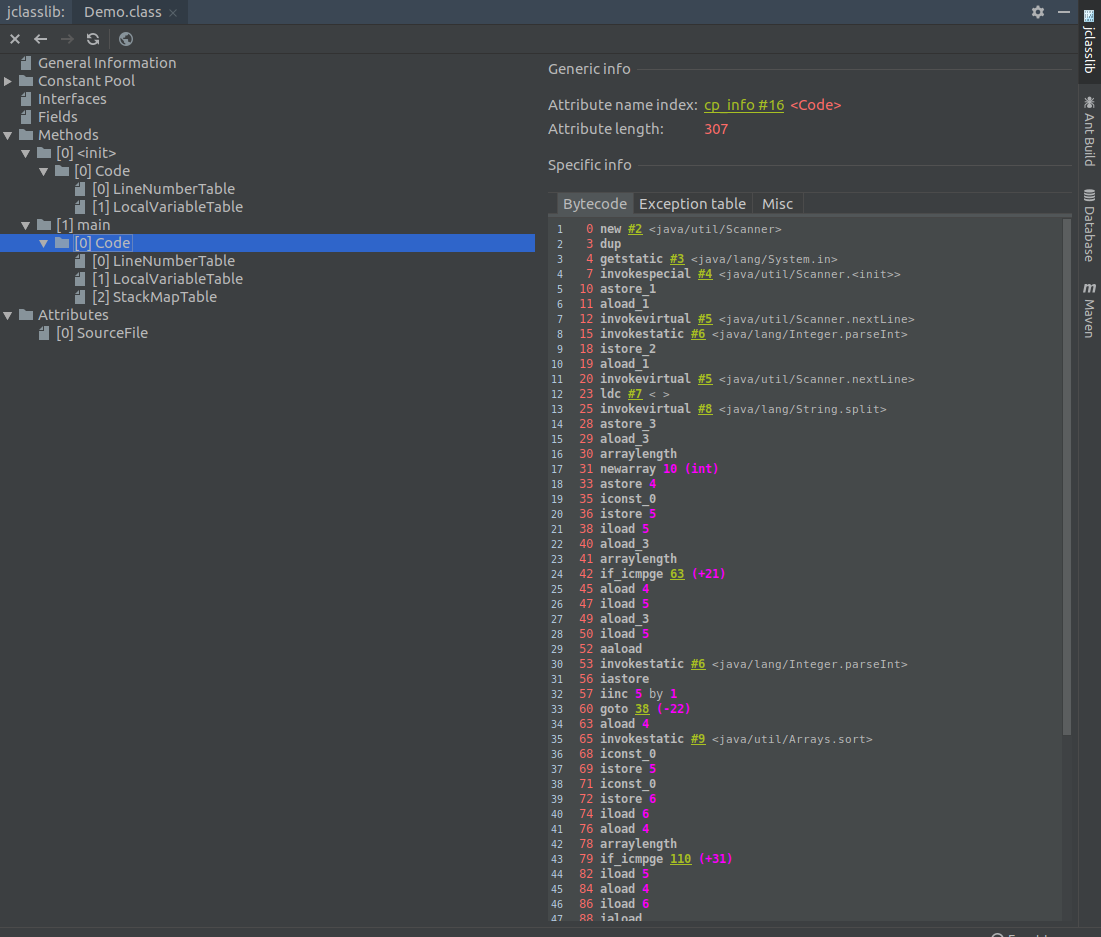 jclasslib: Demo.class
General Information
Constant Pool
Interfaces
Fields
Methods
[0] <init>
[0] Code
[0] LineNumberTable
[1] LocalVariableTable
[1] main
[0] Code
[0] LineNumberTable
[1] LocalVariableTable
[2] StackMapTable
Attributes
[0] SourceFile
Generic info
Attribute name index: cp_info #16 <Code>
Attribute length: 307
Specific info
Bytecode Exception table Misc
1 0 new #2 <java/util/Scanner>
2 3 dup
3 4 getstatic #3 <java/lang/System.in>
4 7 invokespecial #4 <java/util/Scanner.<init>>
5 10 astore_1
6 11 aload_1
7 12 invokevirtual #5 <java/util/Scanner.nextLine>
8 15 invokestatic #6 <java/lang/Integer.parseInt>
9 18 istore_2
10 19 aload_1
11 20 invokevirtual #5 <java/util/Scanner.nextLine>
12 23 ldc #7 < >
13 25 invokevirtual #8 <java/lang/String.split>
14 28 astore_3
15 29 aload_3
16 30 arraylength
17 31 newarray 10 (int)
18 33 astore 4
19 35 iconst_0
20 36 istore 5
21 38 iload 5
22 40 aload_3
23 41 arraylength
24 42 if_icmpge 63 (+21)
25 45 aload 4
26 47 iload 5
27 49 aload_3
28 50 iload 5
29 52 aaload
30 53 invokestatic #6 <java/lang/Integer.parseInt>
31 56 iastore
32 57 iinc 5 by 1
33 60 goto 38 (-22)
34 63 aload 4
35 65 invokestatic #9 <java/util/Arrays.sort>
36 68 iconst_0
37 69 istore 5
38 71 iconst_0
39 72 istore 6
40 74 iload 6
41 76 aload 4
42 78 arraylength
43 79 if_icmpge 110 (+31)
44 82 iload 5
45 84 aload 4
46 86 iload 6
47 88 iaload
jclasslib
Ant Build
Database
m Maven